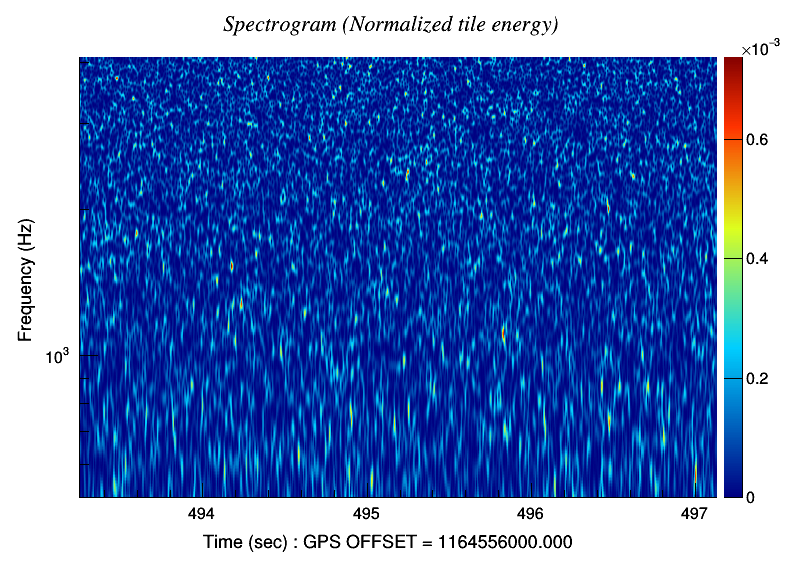 Spectrogram (Normalized tile energy)
×10⁻³
0.6
0.4
0.2
0
Frequency (Hz)
10³
494 495 496 497
Time (sec) : GPS OFFSET = 1164556000.000